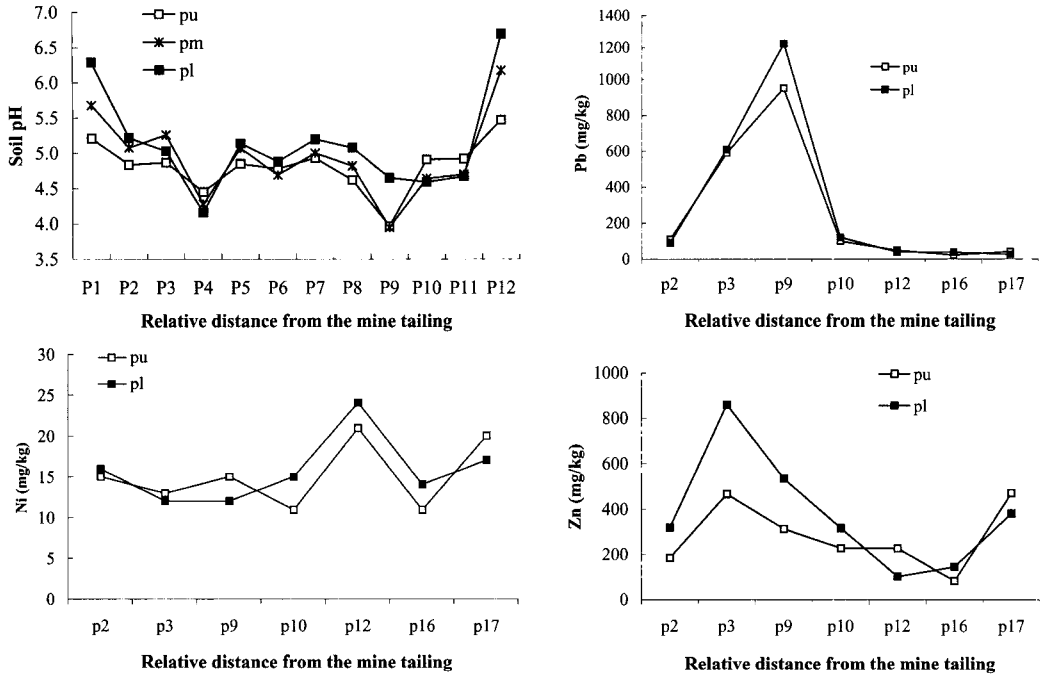 7.0
6.5
6.0
5.5
5.0
4.5
4.0
3.5
Soil pH
pu
pm
pl
P1 P2 P3 P4 P5 P6 P7 P8 P9 P10 P11 P12
Relative distance from the mine tailing
1400
1200
1000
800
600
400
200
0
Pb (mg/kg)
pu
pl
p2 p3 p9 p10 p12 p16 p17
Relative distance from the mine tailing
30
25
20
15
10
5
0
Ni (mg/kg)
pu
pl
p2 p3 p9 p10 p12 p16 p17
Relative distance from the mine tailing
1000
800
600
400
200
0
Zn (mg/kg)
pu
pl
p2 p3 p9 p10 p12 p16 p17
Relative distance from the mine tailing